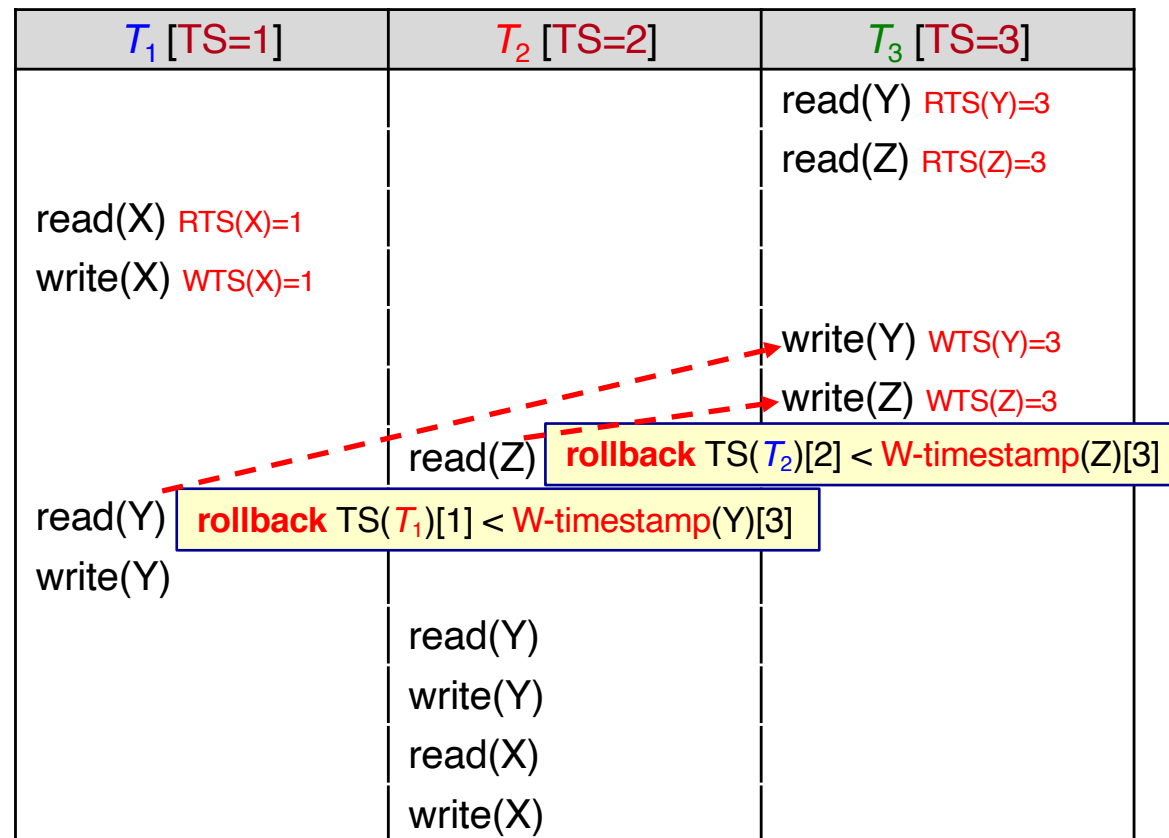 T1 [TS=1] T2 [TS=2] T3 [TS=3]
read(Y) RTS(Y)=3
read(Z) RTS(Z)=3
read(X) RTS(X)=1
write(X) WTS(X)=1
write(Y) WTS(Y)=3
write(Z) WTS(Z)=3
read(Z) rollback TS(T2)[2] < W-timestamp(Z)[3]
read(Y) rollback TS(T1)[1] < W-timestamp(Y)[3]
write(Y)
read(Y)
write(Y)
read(X)
write(X)